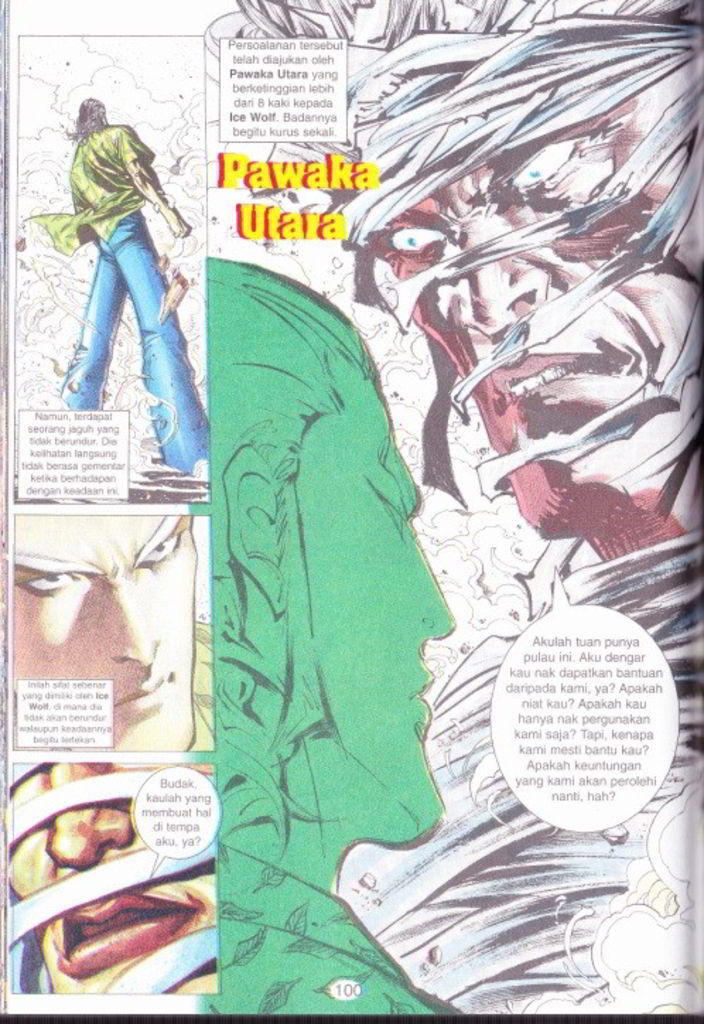 Namun, terdapat
seorang jaguh yang
tidak berundur. Dia
kelihatan langsung
tidak berasa gementar
ketika berhadapan
dengan keadaan ini.
Inilah sifat sebenar
yang dimiliki oleh Ice
Wolf, di mana dia
tidak akan berundur
walaupun keadaannya
begitu tertekan
Budak,
kaulah yang
membuat hal
di tempa
aku, ya?
Persoalanan tersebut
telah diajukan oleh
Pawaka Utara yang
berketinggian lebih
dari 8 kaki kepada
Ice Wolf. Badannya
begitu kurus sekali.
Pawaka
Utara
Akulah tuan punya
pulau ini. Aku dengar
kau nak dapatkan bantuan
daripada kami, ya? Apakah
niat kau? Apakah kau
hanya nak pergunakan
kami saja? Tapi, kenapa
kami mesti bantu kau?
Apakah keuntungan
yang kami akan perolehi
nanti, hah?
100